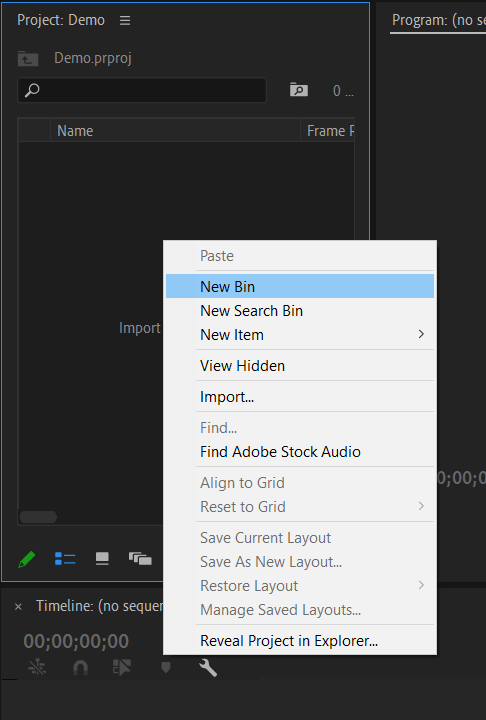 Project: Demo
Program: (no s
Demo.prproj
0 ...
Name
Frame R
Import
Paste
New Bin
New Search Bin
New Item
View Hidden
Import...
Find...
Find Adobe Stock Audio
Align to Grid
Reset to Grid
Save Current Layout
Save As New Layout...
Restore Layout
Manage Saved Layouts...
Reveal Project in Explorer...
0;00;0
Timeline: (no sequen
00;00;00;00